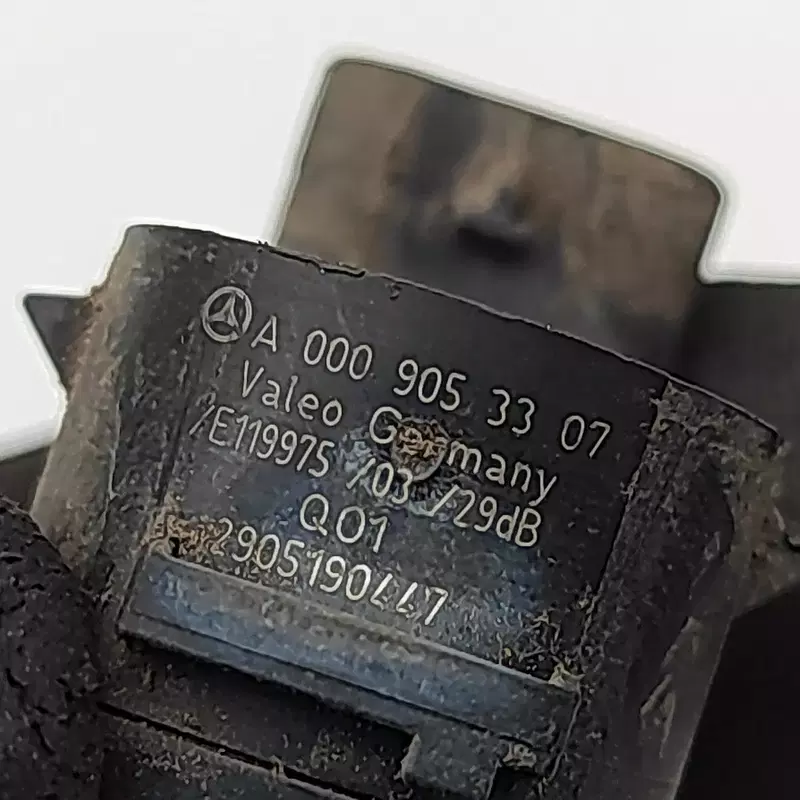 A 000 905 33 07
Valeo Germany
/E119975 /03 /29dB
Q01
2905190447